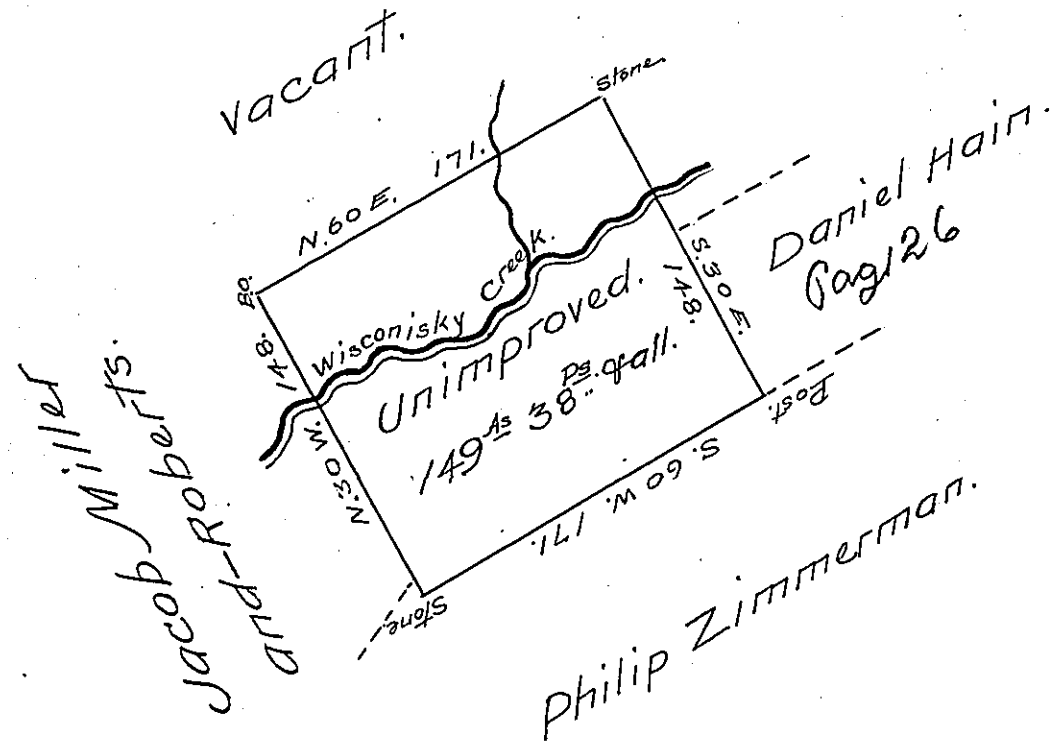 vacant.
Stone.
N. 60 E. 171.
B.O.
148.
N. 30 W.
Wisconisky Creek.
Unimproved.
149 As 38" Ps. of all.
S. 30 E.
148.
Daniel Hain.
Pag 126
Post.
S. 60 W. 171.
Stone.
Jacob Miller
and-Roberts.
Philip Zimmerman.